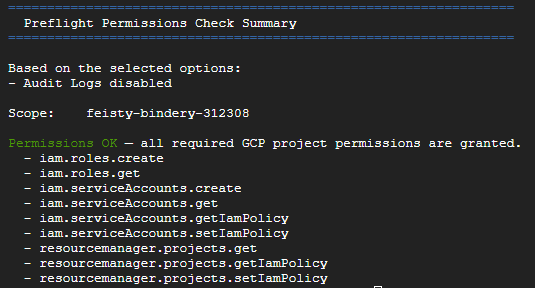 =================================================================
Preflight Permissions Check Summary
=================================================================
Based on the selected options:
- Audit Logs disabled
Scope:    feisty-bindery-312308
Permissions OK — all required GCP project permissions are granted.
- iam.roles.create
- iam.roles.get
- iam.serviceAccounts.create
- iam.serviceAccounts.get
- iam.serviceAccounts.getIamPolicy
- iam.serviceAccounts.setIamPolicy
- resourcemanager.projects.get
- resourcemanager.projects.getIamPolicy
- resourcemanager.projects.setIamPolicy